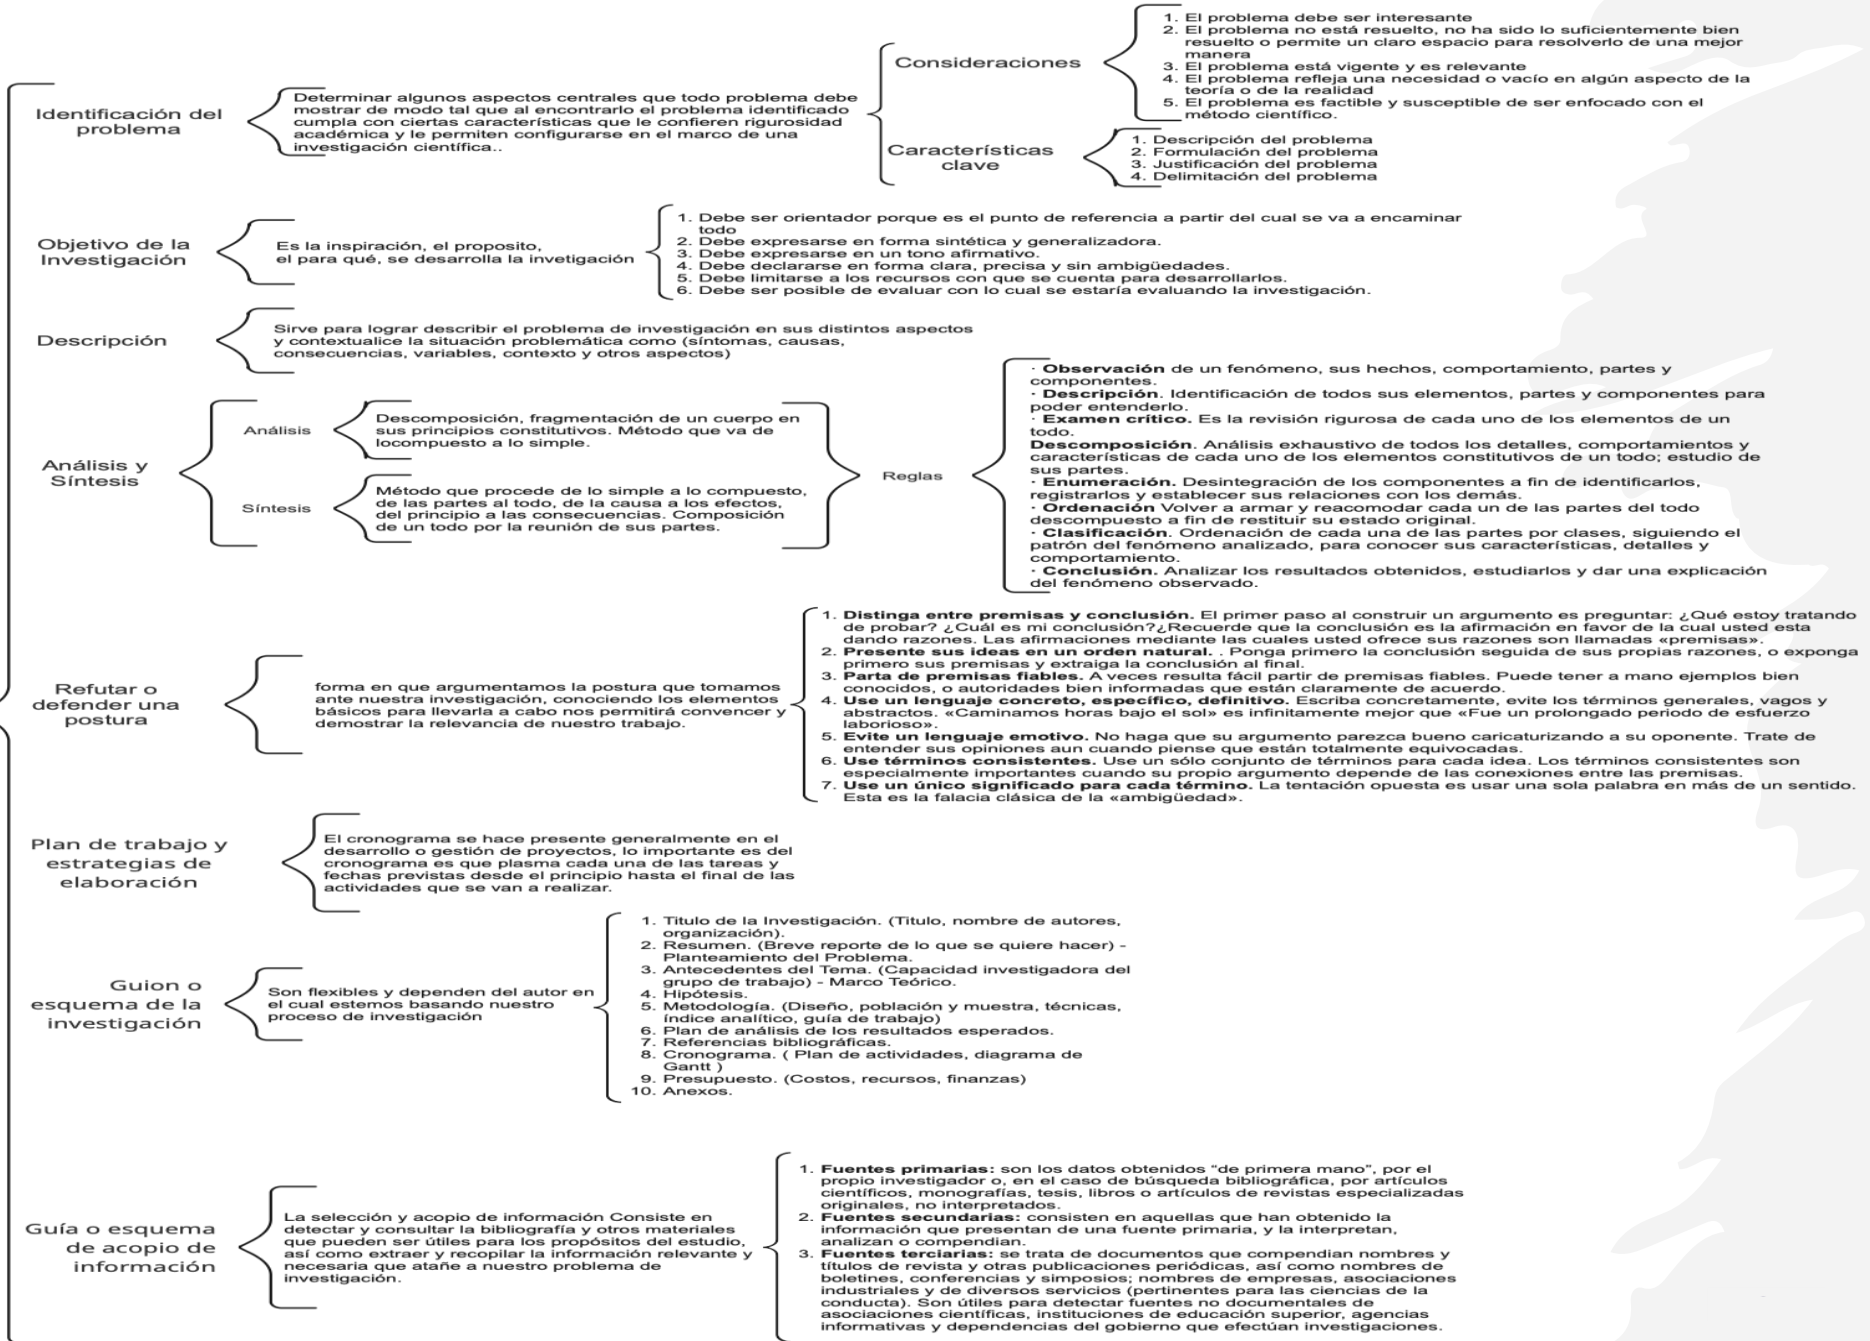 Identificación del
problema
Determinar algunos aspectos centrales que todo problema debe
mostrar de modo tal que al encontrarlo el problema identificado
cumpla con ciertas características que le confieren rigurosidad
académica y le permiten configurarse en el marco de una
investigación científica..
Consideraciones
1. El problema debe ser interesante
2. El problema no está resuelto, no ha sido lo suficientemente bien
resuelto o permite un claro espacio para resolverlo de una mejor
manera
3. El problema está vigente y es relevante
4. El problema refleja una necesidad o vacío en algún aspecto de la
teoría o de la realidad
5. El problema es factible y susceptible de ser enfocado con el
método científico.
Características
clave
1. Descripción del problema
2. Formulación del problema
3. Justificación del problema
4. Delimitación del problema
Objetivo de la
Investigación
Es la inspiración, el proposito,
el para qué, se desarrolla la invetigación
1. Debe ser orientador porque es el punto de referencia a partir del cual se va a encaminar
todo
2. Debe expresarse en forma sintética y generalizadora.
3. Debe expresarse en un tono afirmativo.
4. Debe declararse en forma clara, precisa y sin ambigüedades.
5. Debe limitarse a los recursos con que se cuenta para desarrollarlos.
6. Debe ser posible de evaluar con lo cual se estaría evaluando la investigación.
Descripción
Sirve para lograr describir el problema de investigación en sus distintos aspectos
y contextualice la situación problemática como (síntomas, causas,
consecuencias, variables, contexto y otros aspectos)
Análisis y
Síntesis
Análisis
Descomposición, fragmentación de un cuerpo en
sus principios constitutivos. Método que va de
locompuesto a lo simple.
Síntesis
Método que procede de lo simple a lo compuesto,
de las partes al todo, de la causa a los efectos,
del principio a las consecuencias. Composición
de un todo por la reunión de sus partes.
Reglas
· Observación de un fenómeno, sus hechos, comportamiento, partes y
componentes.
· Descripción. Identificación de todos sus elementos, partes y componentes para
poder entenderlo.
· Examen crítico. Es la revisión rigurosa de cada uno de los elementos de un
todo.
Descomposición. Análisis exhaustivo de todos los detalles, comportamientos y
características de cada uno de los elementos constitutivos de un todo; estudio de
sus partes.
· Enumeración. Desintegración de los componentes a fin de identificarlos,
registrarlos y establecer sus relaciones con los demás.
· Ordenación Volver a armar y reacomodar cada un de las partes del todo
descompuesto a fin de restituir su estado original.
· Clasificación. Ordenación de cada una de las partes por clases, siguiendo el
patrón del fenómeno analizado, para conocer sus características, detalles y
comportamiento.
· Conclusión. Analizar los resultados obtenidos, estudiarlos y dar una explicación
del fenómeno observado.
Refutar o
defender una
postura
forma en que argumentamos la postura que tomamos
ante nuestra investigación, conociendo los elementos
básicos para llevarla a cabo nos permitirá convencer y
demostrar la relevancia de nuestro trabajo.
1. Distinga entre premisas y conclusión. El primer paso al construir un argumento es preguntar: ¿Qué estoy tratando
de probar? ¿Cuál es mi conclusión?¿Recuerde que la conclusión es la afirmación en favor de la cual usted esta
dando razones. Las afirmaciones mediante las cuales usted ofrece sus razones son llamadas «premisas».
2. Presente sus ideas en un orden natural. . Ponga primero la conclusión seguida de sus propias razones, o exponga
primero sus premisas y extraiga la conclusión al final.
3. Parta de premisas fiables. A veces resulta fácil partir de premisas fiables. Puede tener a mano ejemplos bien
conocidos, o autoridades bien informadas que están claramente de acuerdo.
4. Use un lenguaje concreto, específico, definitivo. Escriba concretamente, evite los términos generales, vagos y
abstractos. «Caminamos horas bajo el sol» es infinitamente mejor que «Fue un prolongado periodo de esfuerzo
laborioso».
5. Evite un lenguaje emotivo. No haga que su argumento parezca bueno caricaturizando a su oponente. Trate de
entender sus opiniones aun cuando piense que están totalmente equivocadas.
6. Use términos consistentes. Use un sólo conjunto de términos para cada idea. Los términos consistentes son
especialmente importantes cuando su propio argumento depende de las conexiones entre las premisas.
7. Use un único significado para cada término. La tentación opuesta es usar una sola palabra en más de un sentido.
Esta es la falacia clásica de la «ambigüedad».
Plan de trabajo y
estrategias de
elaboración
El cronograma se hace presente generalmente en el
desarrollo o gestión de proyectos, lo importante es del
cronograma es que plasma cada una de las tareas y
fechas previstas desde el principio hasta el final de las
actividades que se van a realizar.
Guion o
esquema de la
investigación
Son flexibles y dependen del autor en
el cual estemos basando nuestro
proceso de investigación
1. Titulo de la Investigación. (Titulo, nombre de autores,
organización).
2. Resumen. (Breve reporte de lo que se quiere hacer) -
Planteamiento del Problema.
3. Antecedentes del Tema. (Capacidad investigadora del
grupo de trabajo) - Marco Teórico.
4. Hipótesis.
5. Metodología. (Diseño, población y muestra, técnicas,
índice analítico, guía de trabajo)
6. Plan de análisis de los resultados esperados.
7. Referencias bibliográficas.
8. Cronograma. ( Plan de actividades, diagrama de
Gantt )
9. Presupuesto. (Costos, recursos, finanzas)
10. Anexos.
Guía o esquema
de acopio de
información
La selección y acopio de información Consiste en
detectar y consultar la bibliografía y otros materiales
que pueden ser útiles para los propósitos del estudio,
así como extraer y recopilar la información relevante y
necesaria que atañe a nuestro problema de
investigación.
1. Fuentes primarias: son los datos obtenidos "de primera mano", por el
propio investigador o, en el caso de búsqueda bibliográfica, por artículos
científicos, monografías, tesis, libros o artículos de revistas especializadas
originales, no interpretados.
2. Fuentes secundarias: consisten en aquellas que han obtenido la
información que presentan de una fuente primaria, y la interpretan,
analizan o compendian.
3. Fuentes terciarias: se trata de documentos que compendian nombres y
títulos de revista y otras publicaciones periódicas, así como nombres de
boletines, conferencias y simposios; nombres de empresas, asociaciones
industriales y de diversos servicios (pertinentes para las ciencias de la
conducta). Son útiles para detectar fuentes no documentales de
asociaciones científicas, instituciones de educación superior, agencias
informativas y dependencias del gobierno que efectúan investigaciones.